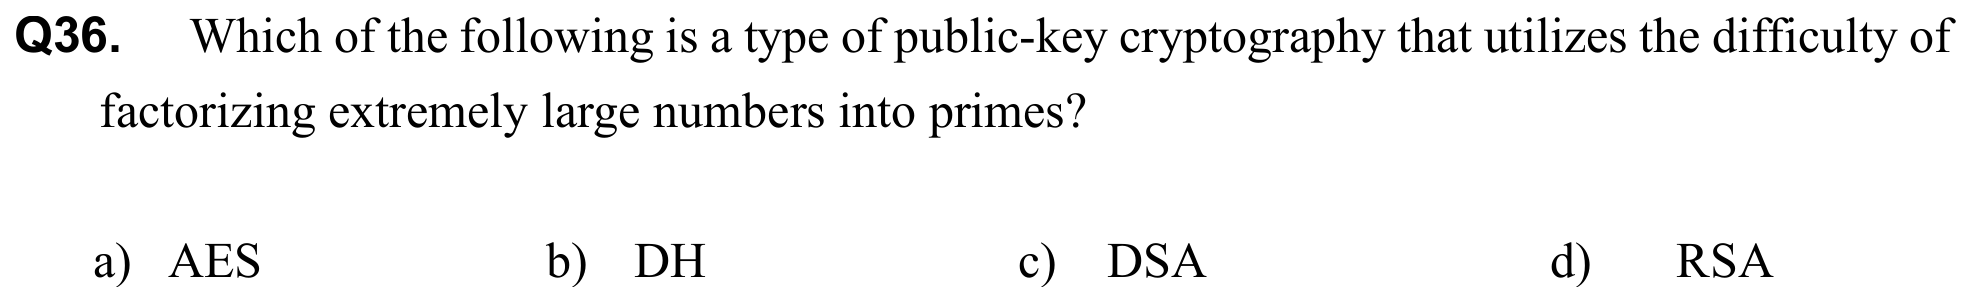 Q36. Which of the following is a type of public-key cryptography that utilizes the difficulty of
factorizing extremely large numbers into primes?
a) AES b) DH c) DSA d) RSA